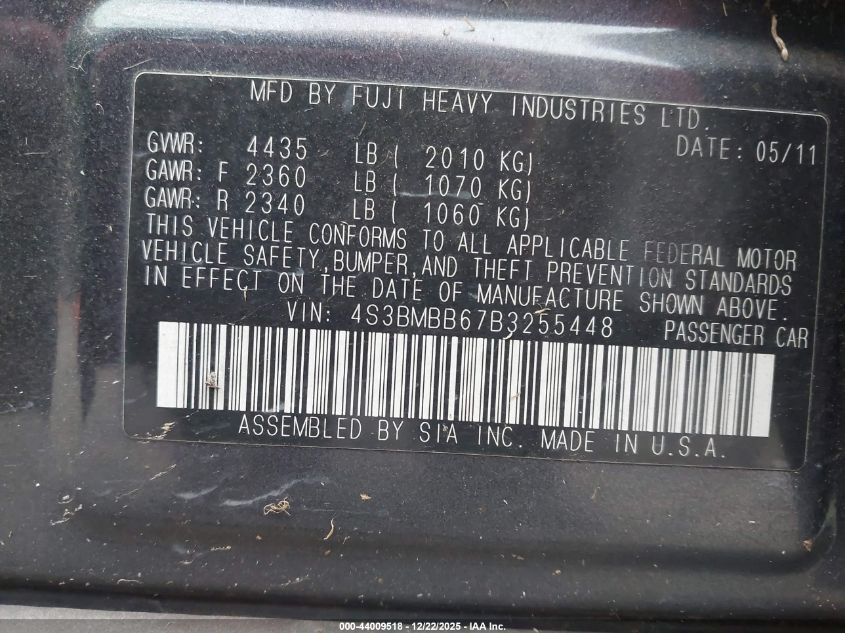 MFD BY FUJI HEAVY INDUSTRIES LTD.
DATE: 05/11
GVWR: 4435 LB ( 2010 KG)
GAWR: F 2360 LB ( 1070 KG)
GAWR: R 2340 LB ( 1060 KG)
THIS VEHICLE CONFORMS TO ALL APPLICABLE FEDERAL MOTOR
VEHICLE SAFETY,BUMPER,AND THEFT PREVENTION STANDARDS
IN EFFECT ON THE DATE OF MANUFACTURE SHOWN ABOVE.
VIN: 4S3BMBB67B3255448 PASSENGER CAR
ASSEMBLED BY SIA INC. MADE IN U.S.A.
000-44009518 - 12/22/2025 - IAA Inc.